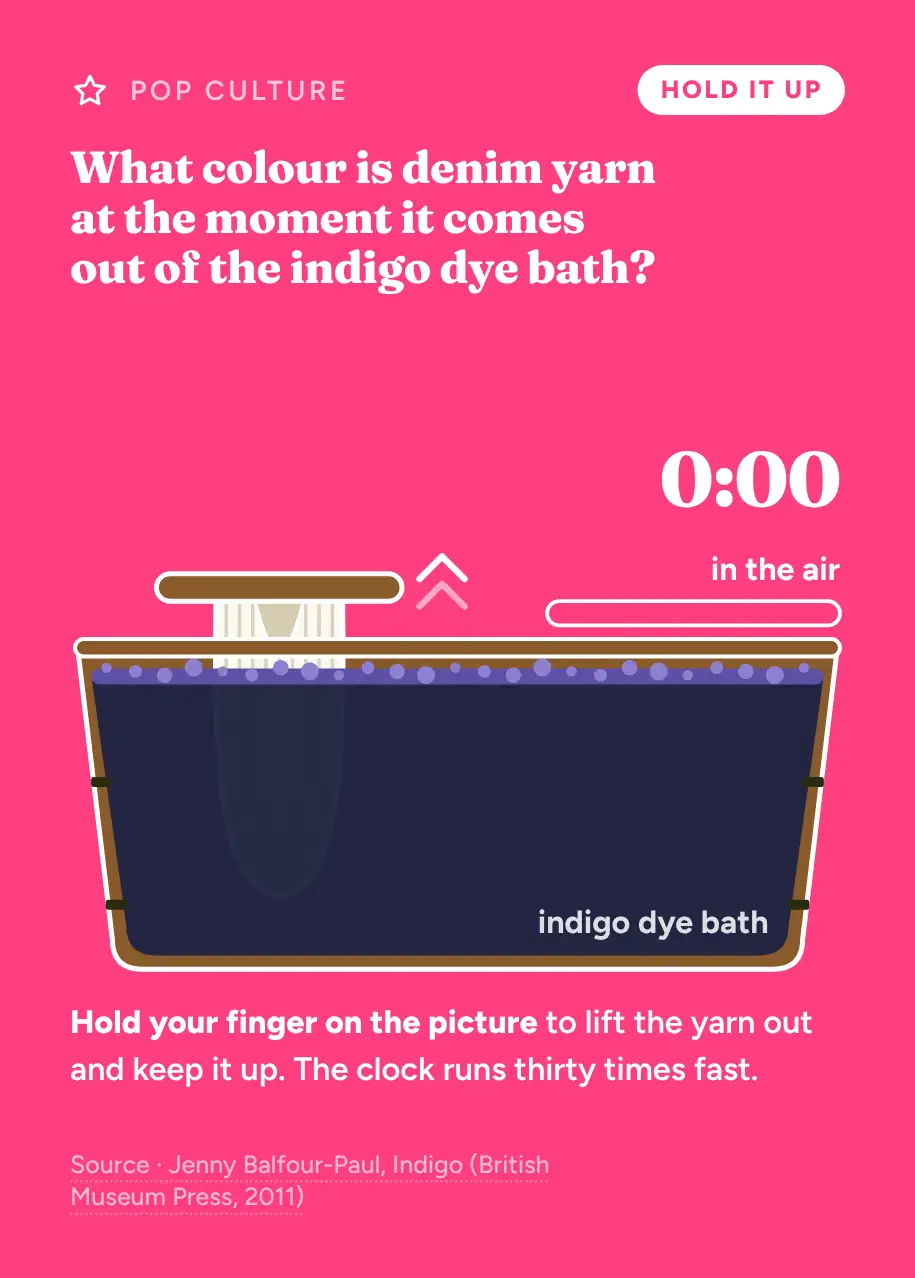 POP CULTURE
HOLD IT UP
What colour is denim yarn
at the moment it comes
out of the indigo dye bath?
0:00
in the air
indigo dye bath
Hold your finger on the picture to lift the yarn out
and keep it up. The clock runs thirty times fast.
Source · Jenny Balfour-Paul, Indigo (British
Museum Press, 2011)